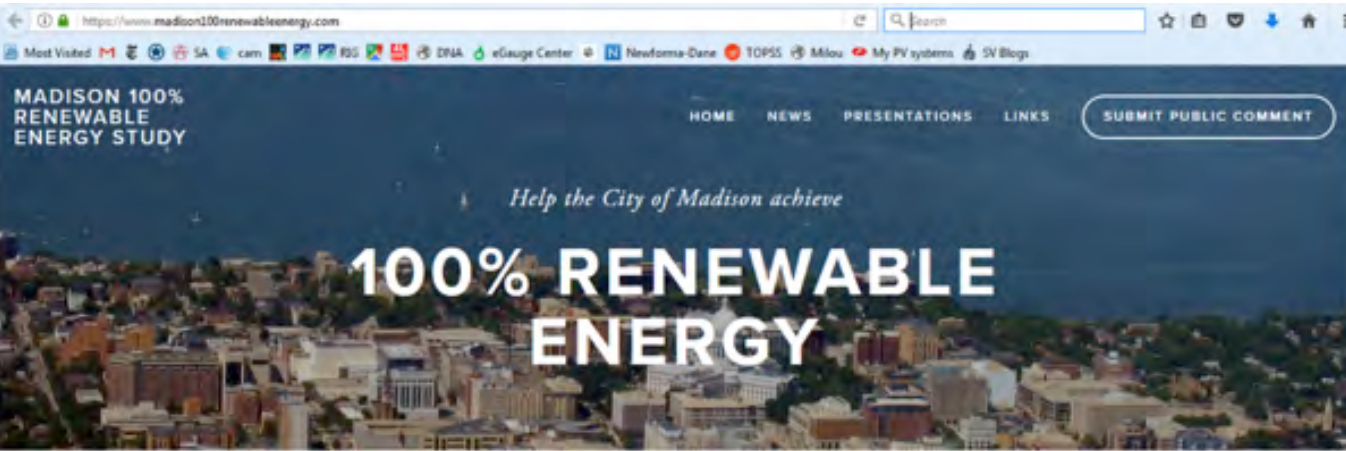 https://www.madison100renewableenergy.com
Search
Most Visited SA cam RIS DNA eGauge Center Newforma-Dane TOPSS Milou My PV systems SV Blogs
MADISON 100%
RENEWABLE
ENERGY STUDY
HOME NEWS PRESENTATIONS LINKS SUBMIT PUBLIC COMMENT
Help the City of Madison achieve
100% RENEWABLE
ENERGY